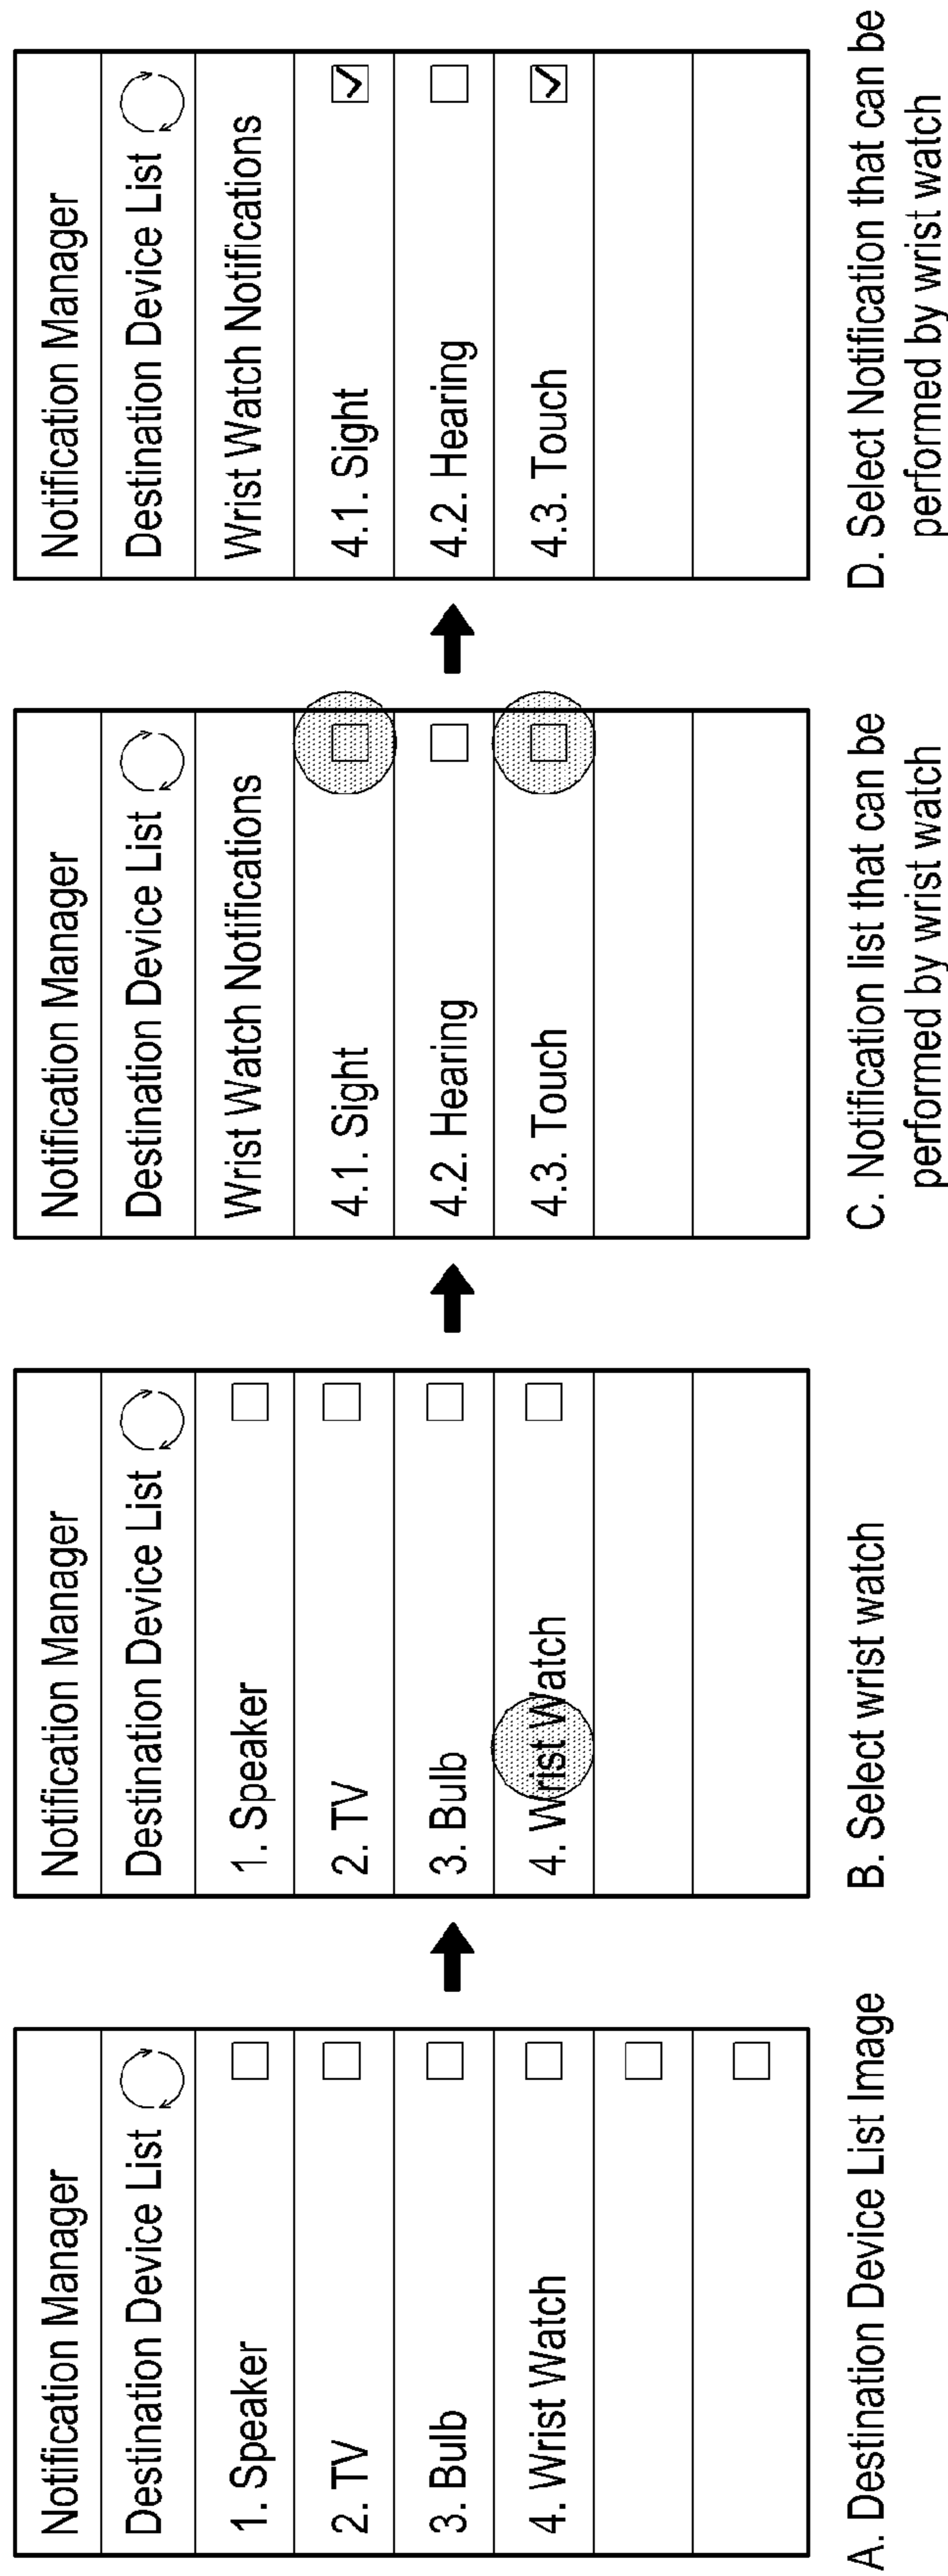 Notification Manager
Destination Device List
1. Speaker
2. TV
3. Bulb
4. Wrist Watch
A. Destination Device List Image
Notification Manager
Destination Device List
1. Speaker
2. TV
3. Bulb
4. Wrist Watch
B. Select wrist watch
Notification Manager
Destination Device List
Wrist Watch Notifications
4.1. Sight
4.2. Hearing
4.3. Touch
C. Notification list that can be
performed by wrist watch
Notification Manager
Destination Device List
Wrist Watch Notifications
4.1. Sight
4.2. Hearing
4.3. Touch
D. Select Notification that can be
performed by wrist watch